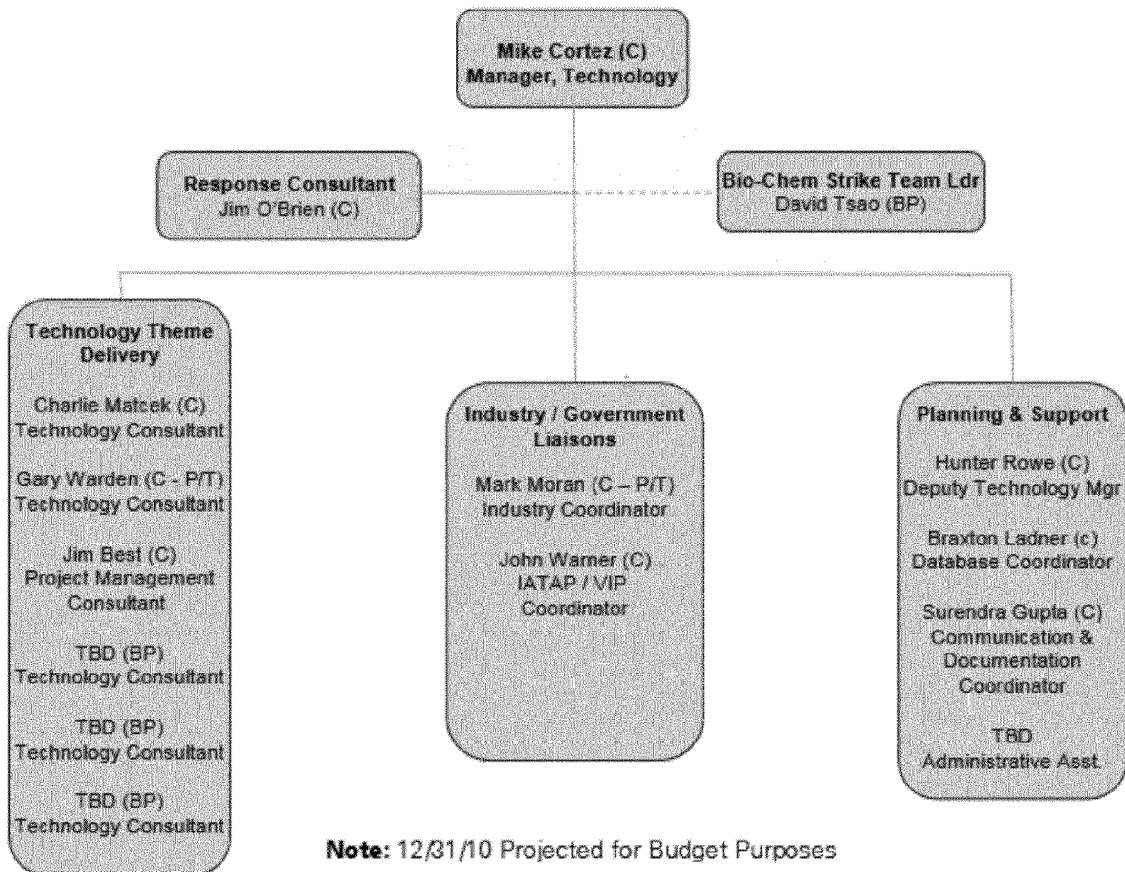 Mike Cortez (C)
Manager, Technology
Response Consultant
Jim O'Brien (C)
Bio-Chem Strike Team Ldr
David Tsao (BP)
Technology Theme
Delivery
Charlie Matcek (C)
Technology Consultant
Gary Warden (C - P/T)
Technology Consultant
Jim Best (C)
Project Management
Consultant
TBD (BP)
Technology Consultant
TBD (BP)
Technology Consultant
TBD (BP)
Technology Consultant
Industry / Government
Liaisons
Mark Moran (C – P/T)
Industry Coordinator
John Warner (C)
IATAP / VIP
Coordinator
Planning & Support
Hunter Rowe (C)
Deputy Technology Mgr
Braxton Ladner (c)
Database Coordinator
Surendra Gupta (C)
Communication &
Documentation
Coordinator
TBD
Administrative Asst.
Note: 12/31/10 Projected for Budget Purposes